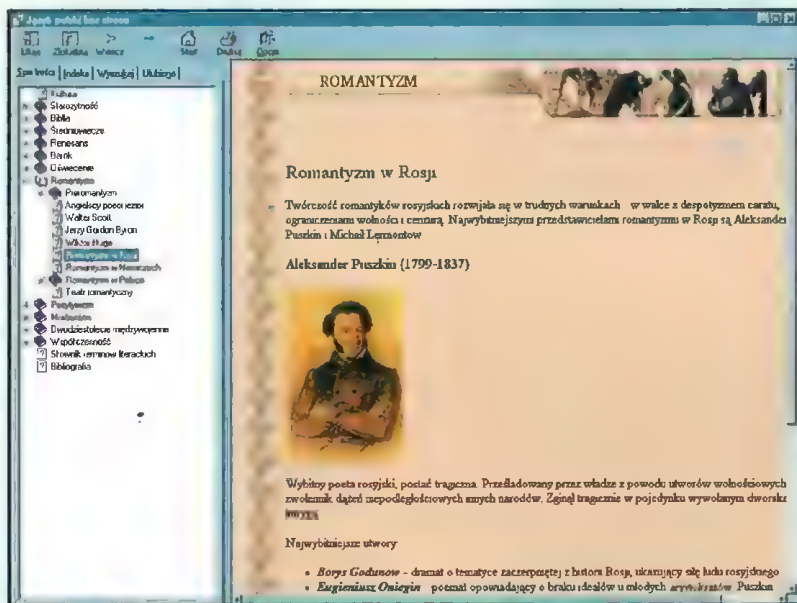 Język polski bez stresu
Ukryj Zlokalizuj Wstecz Start Drukuj Opcje
Spis treści Indeks Wyszukaj Ulubione
Kultura
Starożytność
Biblia
Średniowiecze
Renesans
Barok
Oświecenie
Romantyzm
Preromantyzm
Angielscy poeci jezior
Walter Scott
Jerzy Gordon Byron
Wiktor Hugo
Romantyzm w Rosji
Romantyzm w Niemczech
Romantyzm w Polsce
Teatr romantyczny
Pozytywizm
Modernizm
Dwudziestolecie międzywojenne
Współczesność
Słownik terminów literackich
Bibliografia
ROMANTYZM
Romantyzm w Rosji
Twórczość romantyków rosyjskich rozwijała się w trudnych warunkach w walce z despotyzmem caratu,
ograniczeniami wolności i cenzurą. Najwybitniejszymi przedstawicielami romantyzmu w Rosji są Aleksander
Puszkin i Michaił Lermontow
Aleksander Puszkin (1799-1837)
Wybitny poeta rosyjski, postać tragiczna. Prześladowany przez władze z powodu utworów wolnościowych
zwolennik dążeń niepodległościowych innych narodów. Zginął tragicznie w pojedynku wywołanym dworską
intrygą
Najwybitniejsze utwory
• Borys Godunow - dramat o tematyce zaczerpniętej z historii Rosji, ukazujący siłę ludu rosyjskiego
• Eugeniusz Oniegin - poemat opowiadający o braku ideałów u młodych arystokratów Puszkin